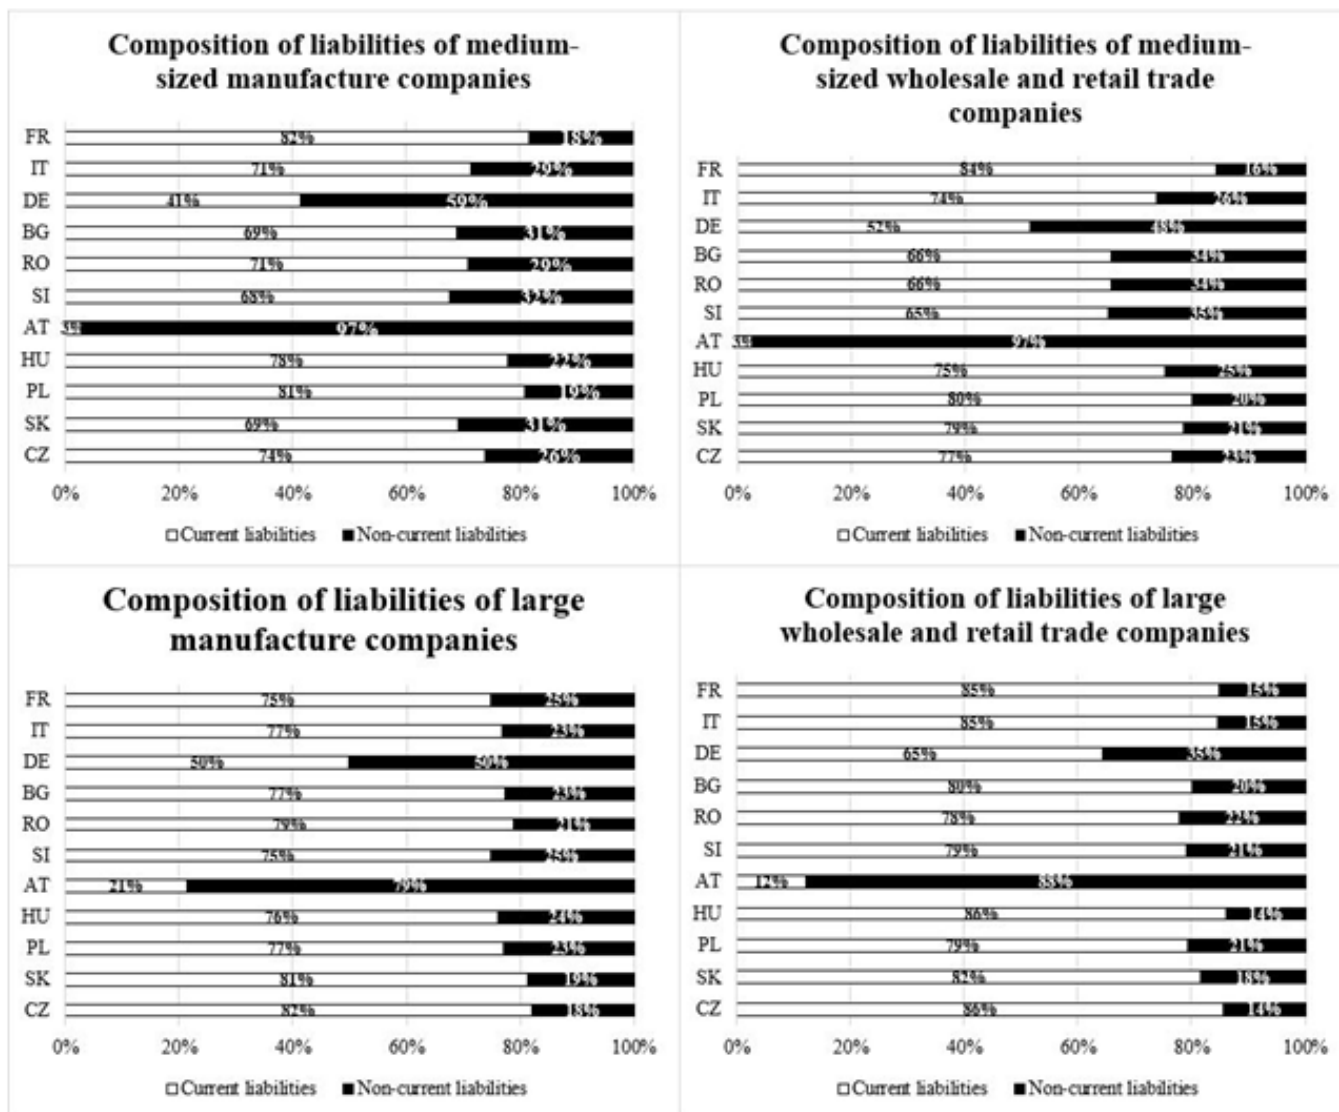 Composition of liabilities of medium-
sized manufacture companies
FR 82% 18%
IT 71% 29%
DE 41% 59%
BG 69% 31%
RO 71% 29%
SI 68% 32%
AT 3% 97%
HU 78% 22%
PL 81% 19%
SK 69% 31%
CZ 74% 26%
0% 20% 40% 60% 80% 100%
Current liabilities Non-current liabilities
Composition of liabilities of medium-
sized wholesale and retail trade
companies
FR 84% 16%
IT 74% 26%
DE 52% 48%
BG 66% 34%
RO 66% 34%
SI 65% 35%
AT 3% 97%
HU 75% 25%
PL 80% 20%
SK 79% 21%
CZ 77% 23%
0% 20% 40% 60% 80% 100%
Current liabilities Non-current liabilities
Composition of liabilities of large
manufacture companies
FR 75% 25%
IT 77% 23%
DE 50% 50%
BG 77% 23%
RO 79% 21%
SI 75% 25%
AT 21% 79%
HU 76% 24%
PL 77% 23%
SK 81% 19%
CZ 82% 18%
0% 20% 40% 60% 80% 100%
Current liabilities Non-current liabilities
Composition of liabilities of large
wholesale and retail trade companies
FR 85% 15%
IT 85% 15%
DE 65% 35%
BG 80% 20%
RO 78% 22%
SI 79% 21%
AT 12% 88%
HU 86% 14%
PL 79% 21%
SK 82% 18%
CZ 86% 14%
0% 20% 40% 60% 80% 100%
Current liabilities Non-current liabilities